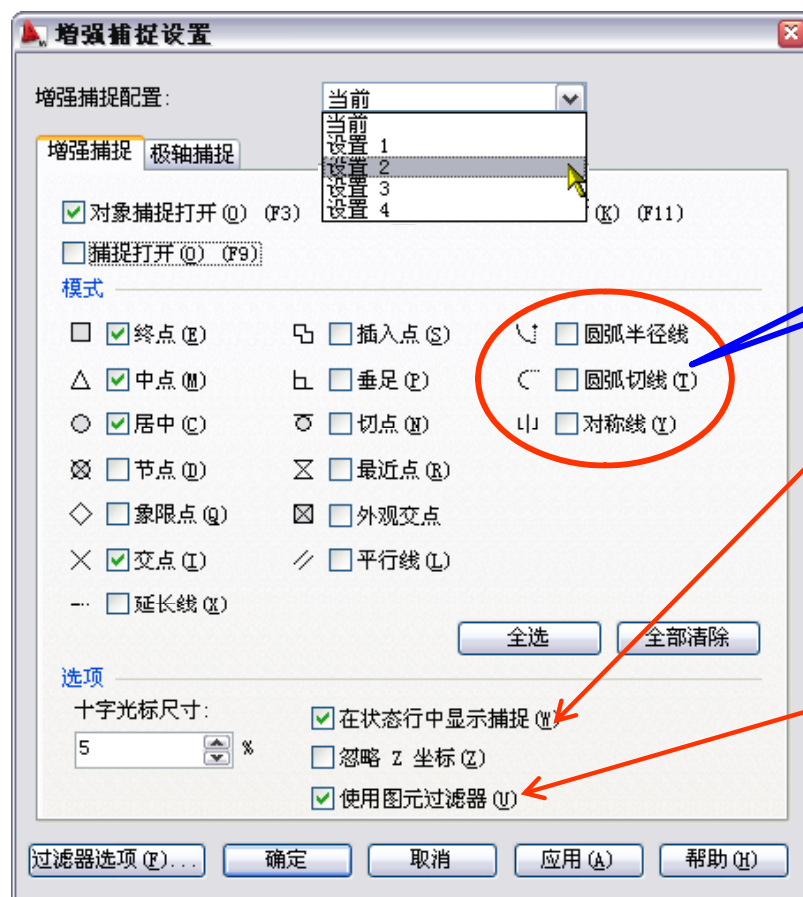 增强捕捉设置
增强捕捉配置:
当前
当前
设置 1
设置 2
设置 3
设置 4
增强捕捉 极轴捕捉
对象捕捉打开(O) (F3) (K) (F11)
捕捉打开(O) (F9)
模式
终点(E) 插入点(S) 圆弧半径线
中点(M) 垂足(P) 圆弧切线(T)
居中(C) 切点(N) 对称线(Y)
节点(D) 最近点(R)
象限点(Q) 外观交点
交点(I) 平行线(L)
延长线(X)
全选 全部清除
选项
十字光标尺寸: 在状态行中显示捕捉(W)
5 % 忽略 Z 坐标(Z)
使用图元过滤器(U)
过滤器选项(F)... 确定 取消 应用(A) 帮助(H)